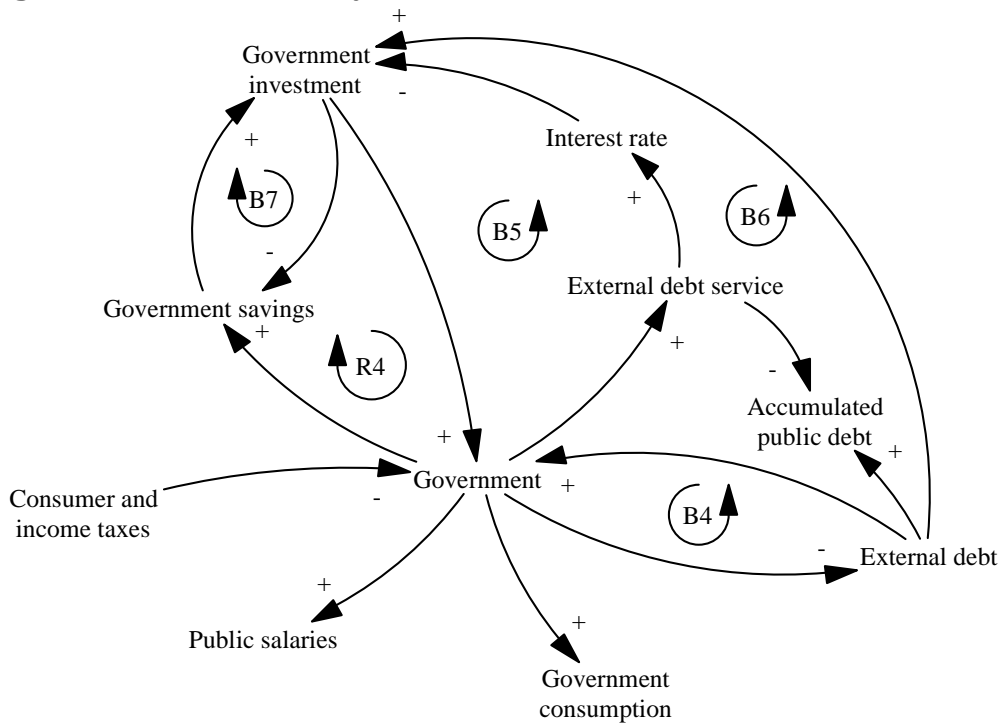 +
Government
investment
-
Interest rate
+
B7
+
B5
B6
-
External debt service
Government savings
+
+
R4
-
Accumulated
public debt
+
+
Government
+
Consumer and
income taxes
-
B4
-
External debt
+
Public salaries
+
Government
consumption